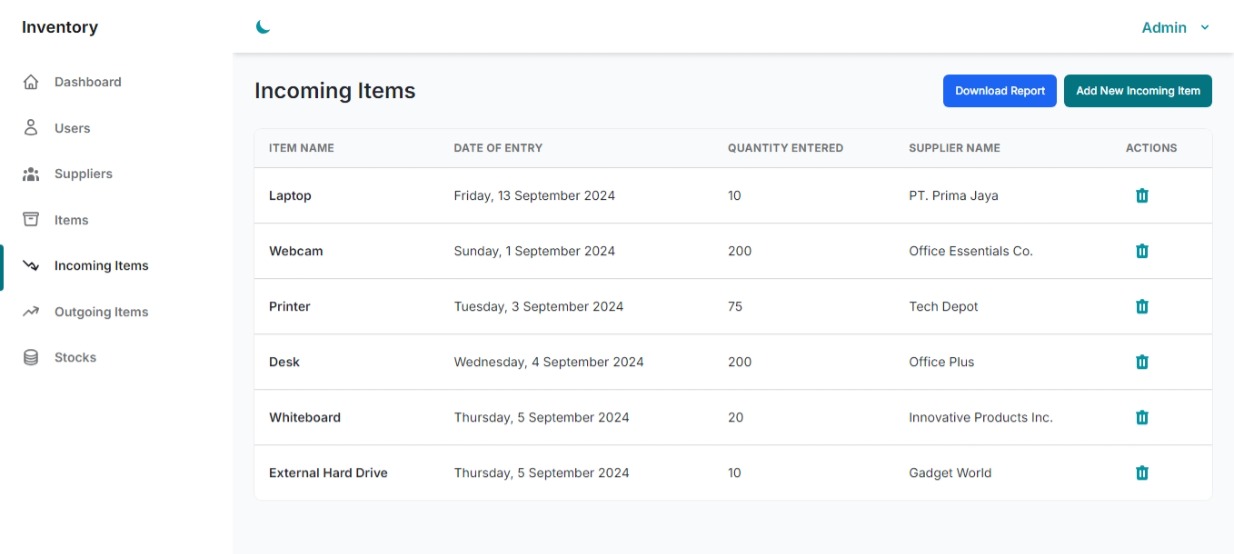 Inventory
Admin
Dashboard
Users
Suppliers
Items
Incoming Items
Outgoing Items
Stocks
Incoming Items
Download Report
Add New Incoming Item
ITEM NAME DATE OF ENTRY QUANTITY ENTERED SUPPLIER NAME ACTIONS
Laptop Friday, 13 September 2024 10 PT. Prima Jaya
Webcam Sunday, 1 September 2024 200 Office Essentials Co.
Printer Tuesday, 3 September 2024 75 Tech Depot
Desk Wednesday, 4 September 2024 200 Office Plus
Whiteboard Thursday, 5 September 2024 20 Innovative Products Inc.
External Hard Drive Thursday, 5 September 2024 10 Gadget World